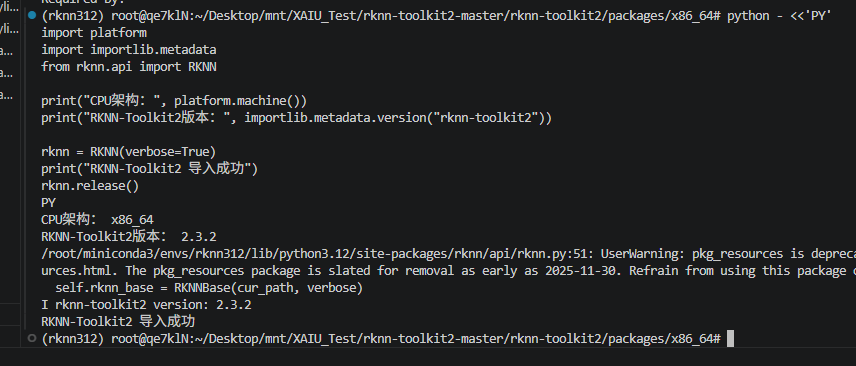 (rknn312) root@qe7klN:~/Desktop/mnt/XAIU_Test/rknn-toolkit2-master/rknn-toolkit2/packages/x86_64# python - <<'PY'
import platform
import importlib.metadata
from rknn.api import RKNN
print("CPU架构：", platform.machine())
print("RKNN-Toolkit2版本：", importlib.metadata.version("rknn-toolkit2"))
rknn = RKNN(verbose=True)
print("RKNN-Toolkit2 导入成功")
rknn.release()
PY
CPU架构： x86_64
RKNN-Toolkit2版本： 2.3.2
/root/miniconda3/envs/rknn312/lib/python3.12/site-packages/rknn/api/rknn.py:51: UserWarning: pkg_resources is depreca
urces.html. The pkg_resources package is slated for removal as early as 2025-11-30. Refrain from using this package
self.rknn_base = RKNNBase(cur_path, verbose)
I rknn-toolkit2 version: 2.3.2
RKNN-Toolkit2 导入成功
(rknn312) root@qe7klN:~/Desktop/mnt/XAIU_Test/rknn-toolkit2-master/rknn-toolkit2/packages/x86_64#